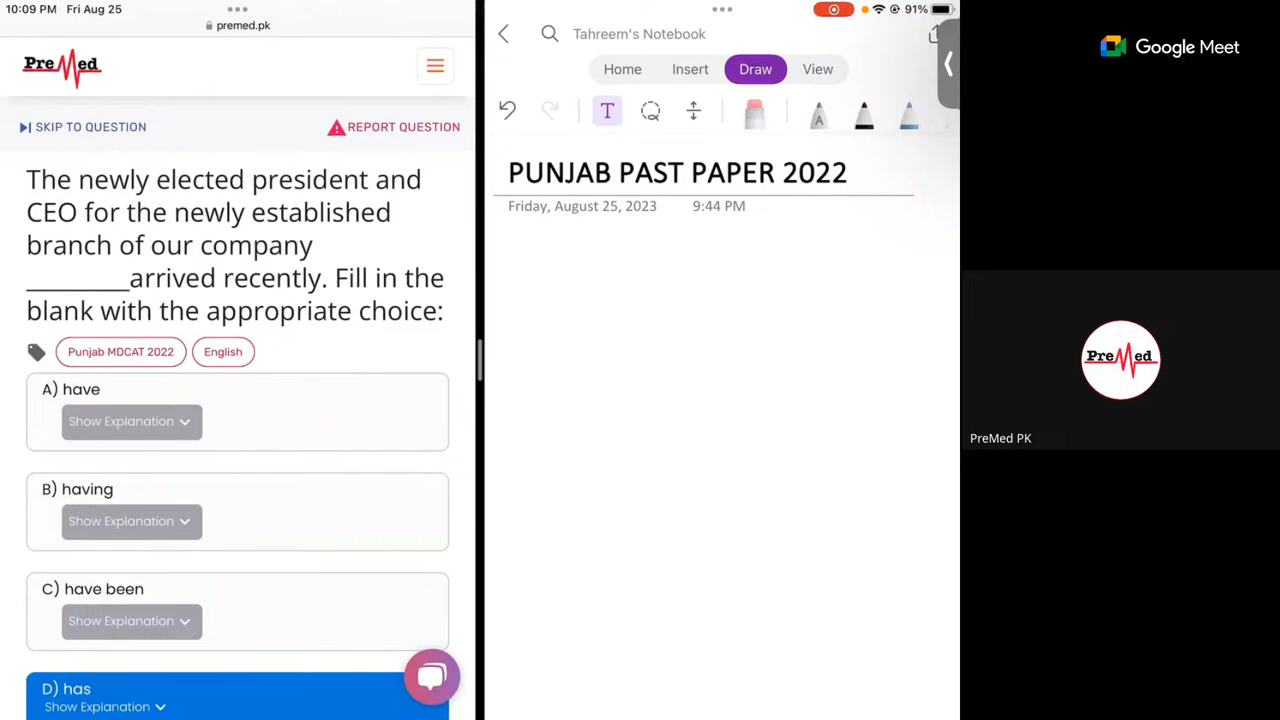 10:09 PM Fri Aug 25
premed.pk
PreMed
SKIP TO QUESTION
REPORT QUESTION
The newly elected president and
CEO for the newly established
branch of our company
________arrived recently. Fill in the
blank with the appropriate choice:
Punjab MDCAT 2022
English
A) have
Show Explanation
B) having
Show Explanation
C) have been
Show Explanation
D) has
Show Explanation
91%
Tahreem's Notebook
Home Insert Draw View
T
A
PUNJAB PAST PAPER 2022
Friday, August 25, 2023 9:44 PM
Google Meet
PreMed
PreMed PK